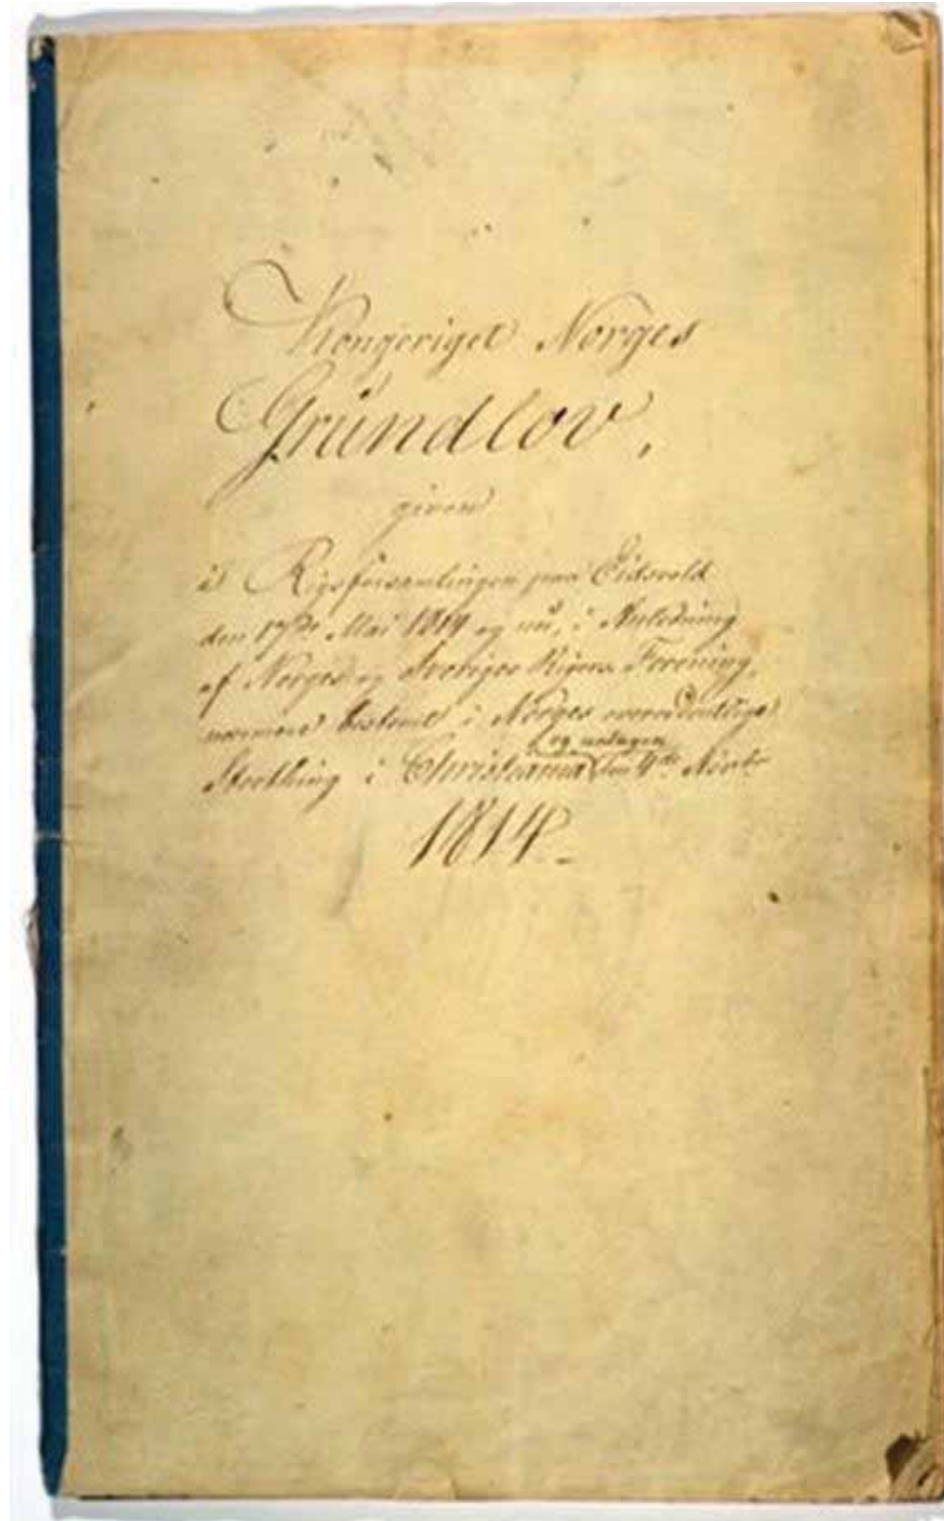 Kongeriget Norges
Grundlov,
given
i Rigsforsamlingen paa Eidsvold
den 17de Mai 1814 og nu, i Anledning
af Norges og Sveriges Rigers Forening,
nærmere bestemt i Norges overordentlige
og antagen
Storthing i Christiania den 4de Novbr
1814.